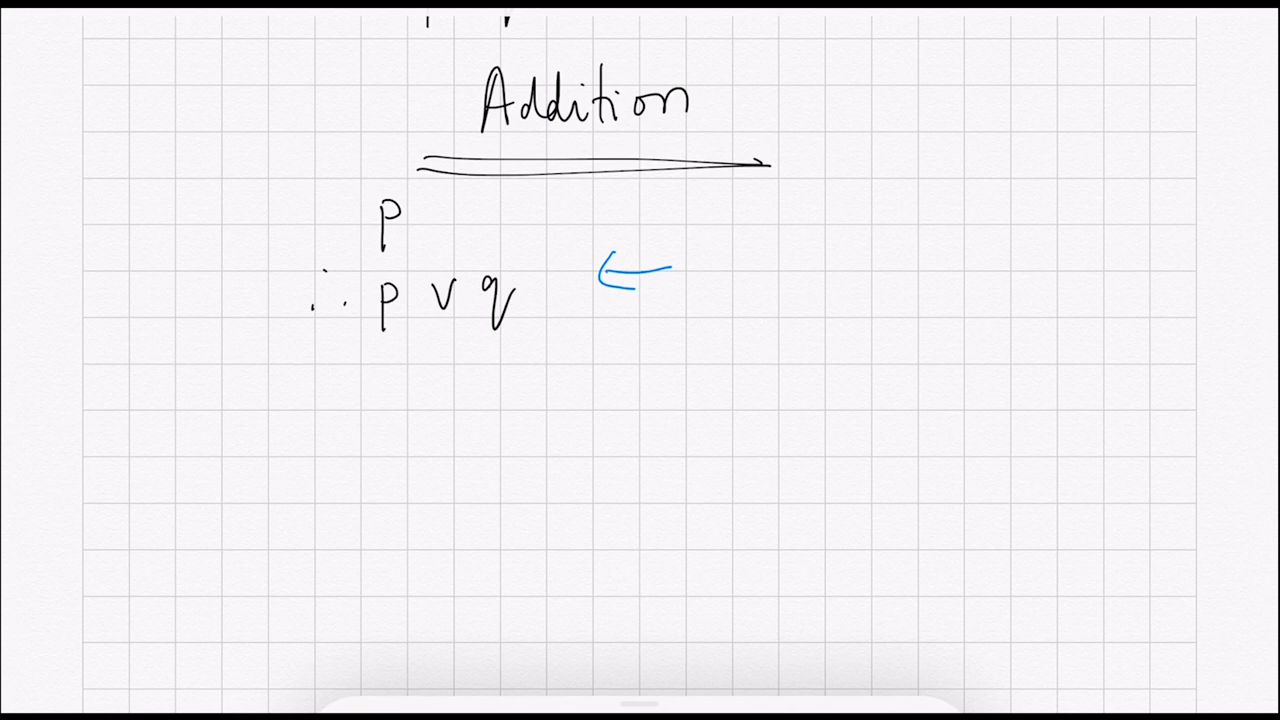 Addition
p
∴ p v q